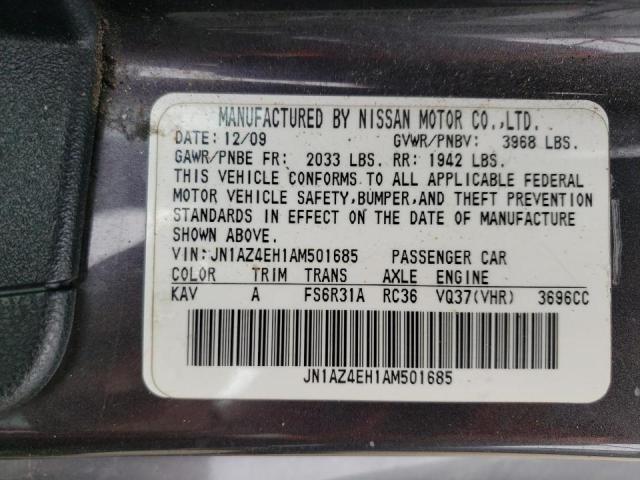 MANUFACTURED BY NISSAN MOTOR CO.,LTD.
DATE: 12/09 GVWR/PNBV: 3968 LBS.
GAWR/PNBE FR: 2033 LBS. RR: 1942 LBS.
THIS VEHICLE CONFORMS TO ALL APPLICABLE FEDERAL
MOTOR VEHICLE SAFETY,BUMPER,AND THEFT PREVENTION
STANDARDS IN EFFECT ON THE DATE OF MANUFACTURE
SHOWN ABOVE.
VIN:JN1AZ4EH1AM501685 PASSENGER CAR
COLOR TRIM TRANS AXLE ENGINE
KAV A FS6R31A RC36 VQ37(VHR) 3696CC
JN1AZ4EH1AM501685